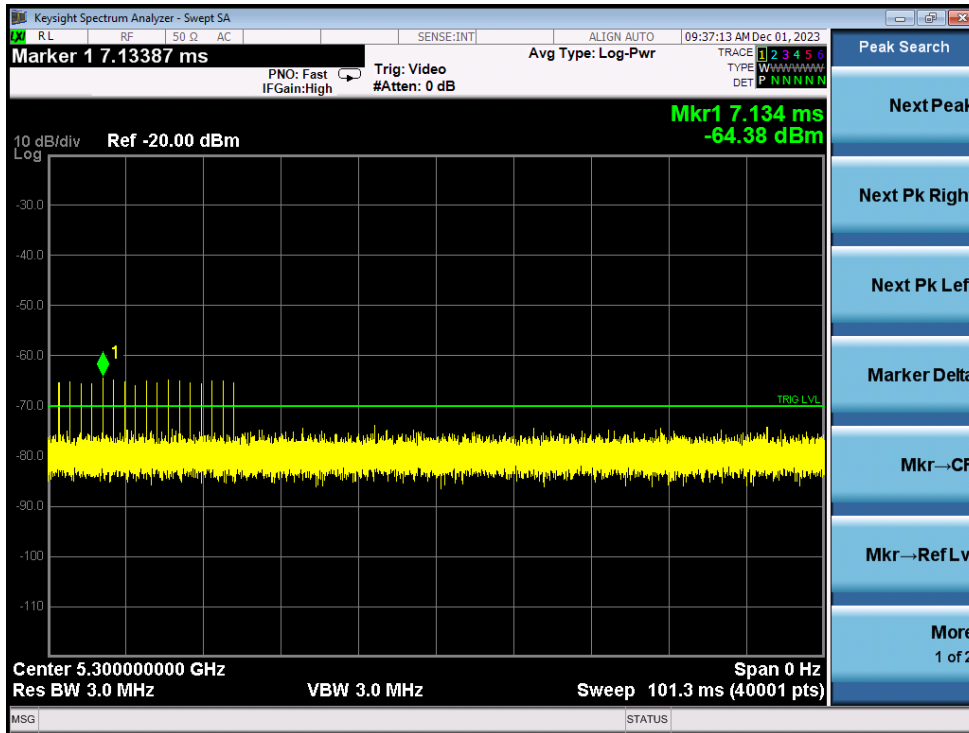 Keysight Spectrum Analyzer - Swept SA
LXI RL RF 50 Ω AC SENSE:INT ALIGN AUTO 09:37:13 AM Dec 01, 2023
Marker 1 7.13387 ms
PNO: Fast
IFGain:High
Trig: Video
#Atten: 0 dB
Avg Type: Log-Pwr
TRACE 1 2 3 4 5 6
TYPE WWWWWW
DET P N N N N N
Mkr1 7.134 ms
-64.38 dBm
10 dB/div
Log
Ref -20.00 dBm
-30.0
-40.0
-50.0
-60.0
1
-70.0
TRIG LVL
-80.0
-90.0
-100
-110
Center 5.300000000 GHz
Span 0 Hz
Res BW 3.0 MHz
VBW 3.0 MHz
Sweep 101.3 ms (40001 pts)
MSG
STATUS
Peak Search
Next Peak
Next Pk Righ
Next Pk Lef
Marker Delta
Mkr→CF
Mkr→Ref Lv
More
1 of 2